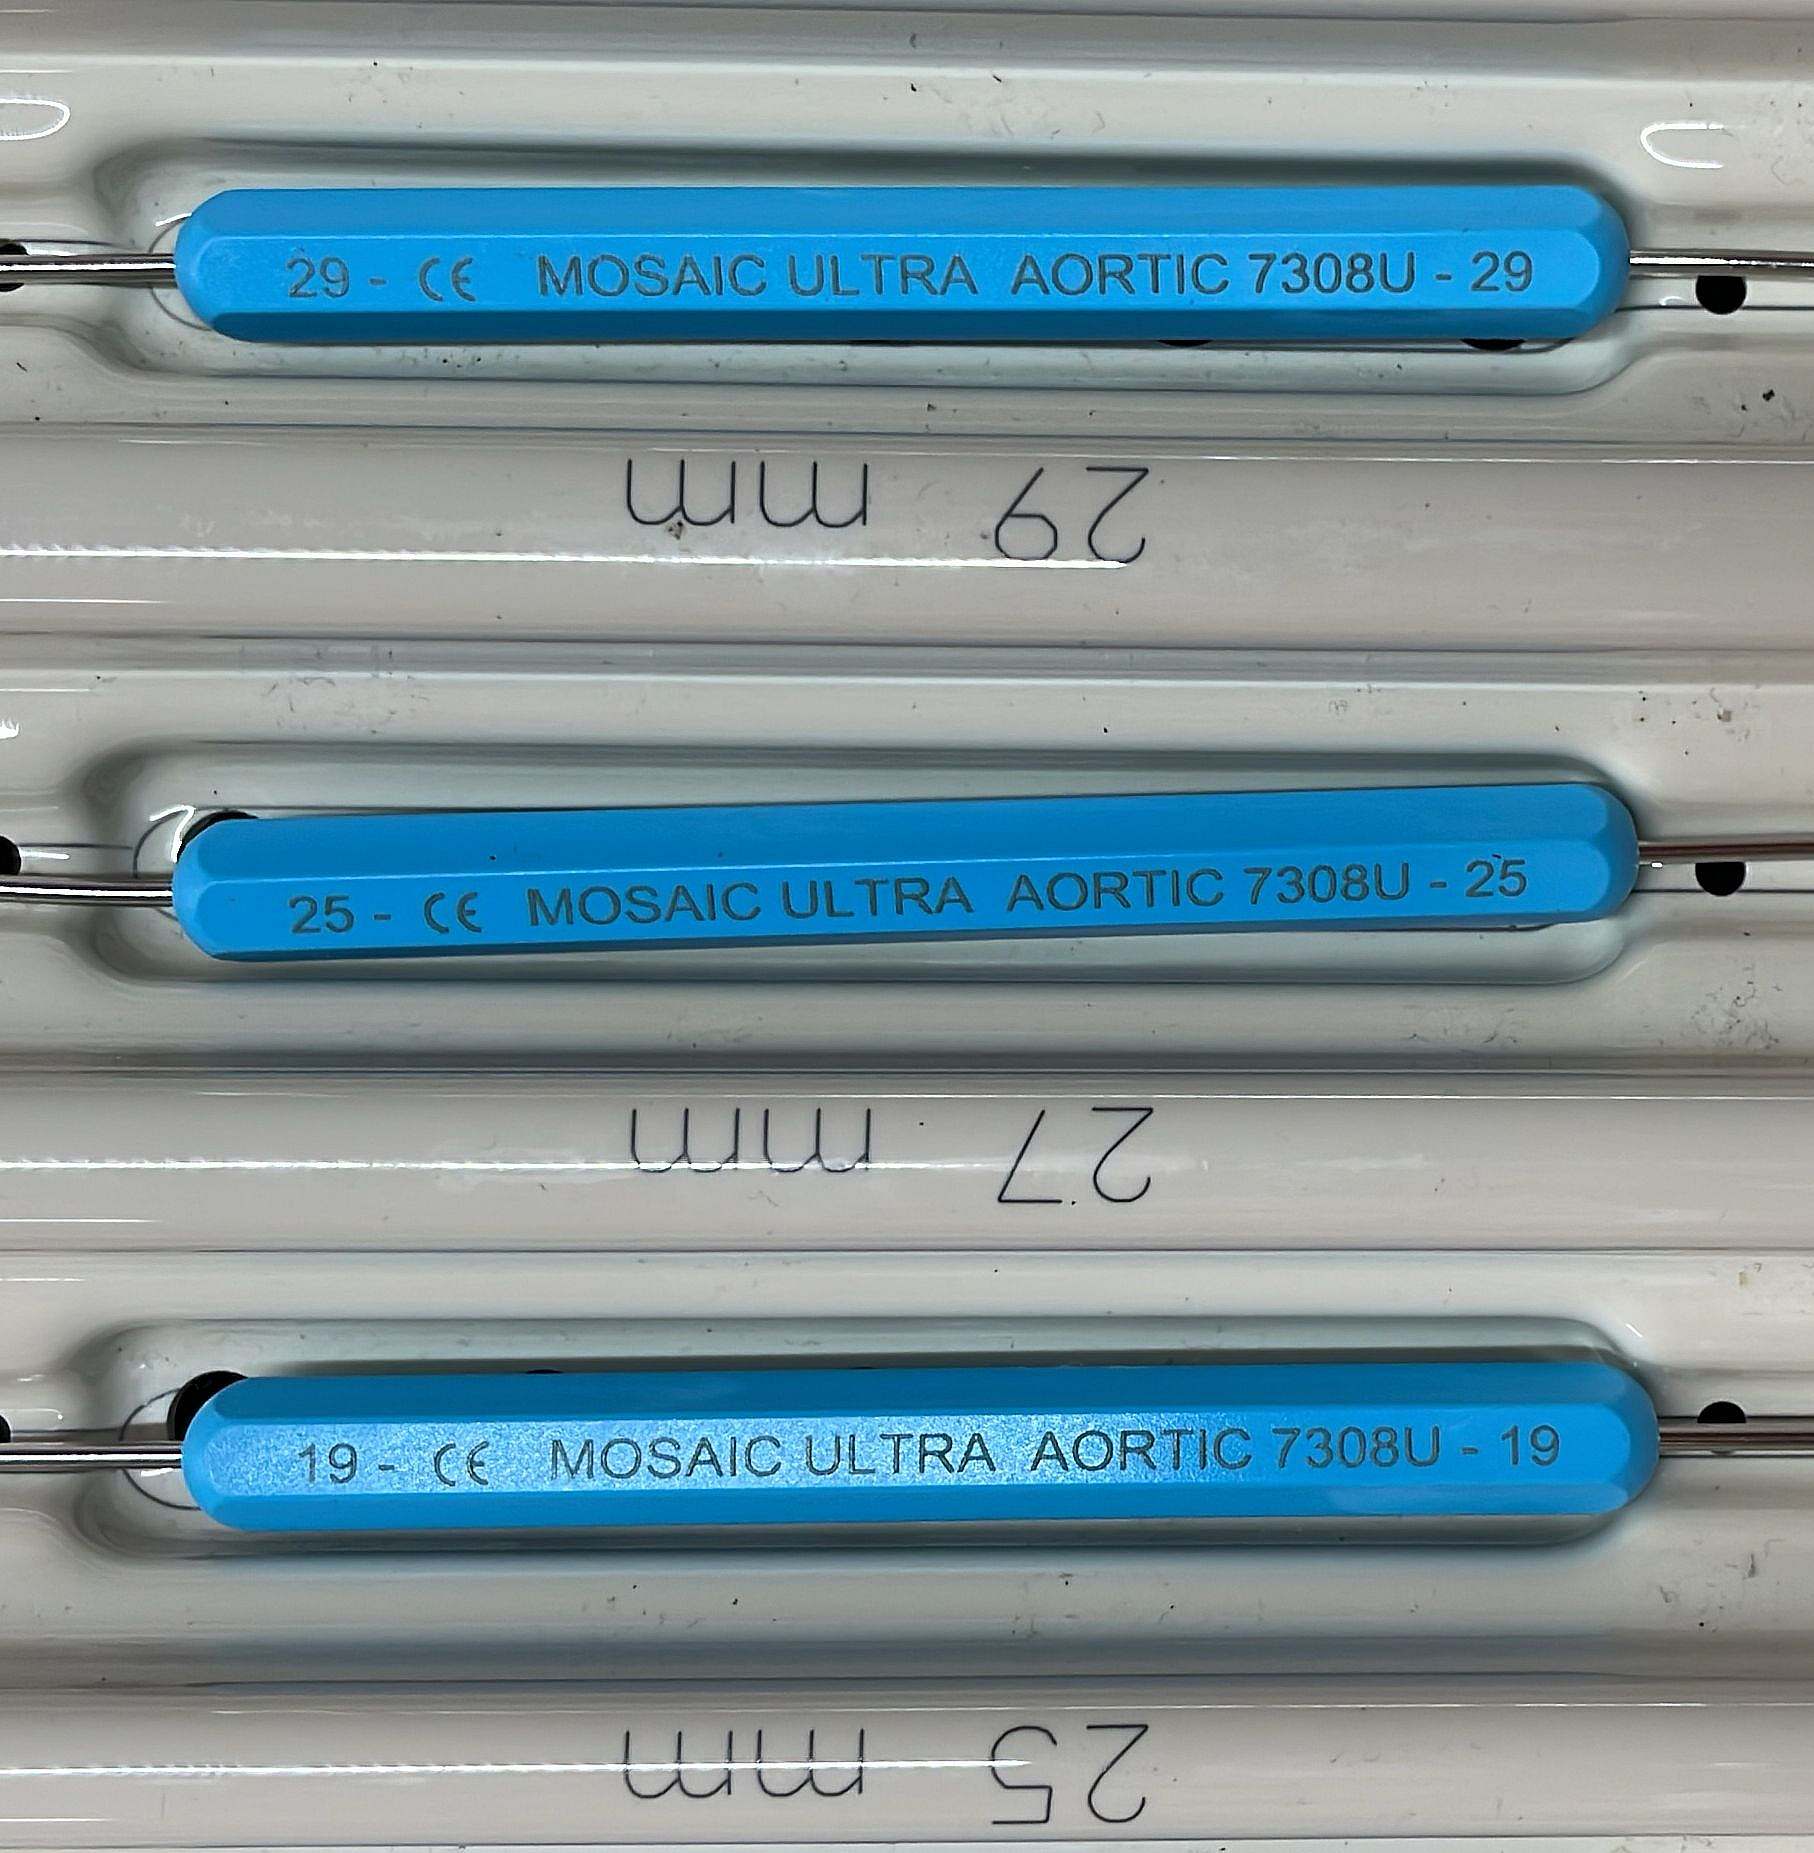 29 - CE MOSAIC ULTRA AORTIC 7308U - 29
29 mm
25 - CE MOSAIC ULTRA AORTIC 7308U - 25
27 mm
19 - CE MOSAIC ULTRA AORTIC 7308U - 19
25 mm